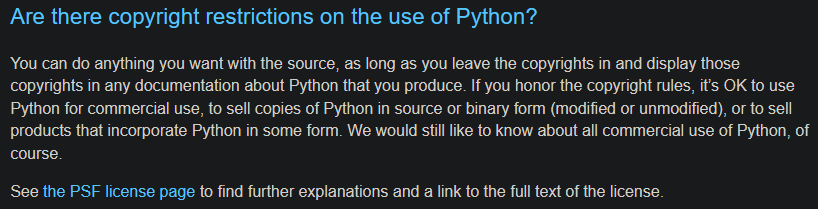 Are there copyright restrictions on the use of Python?
You can do anything you want with the source, as long as you leave the copyrights in and display those
copyrights in any documentation about Python that you produce. If you honor the copyright rules, it’s OK to use
Python for commercial use, to sell copies of Python in source or binary form (modified or unmodified), or to sell
products that incorporate Python in some form. We would still like to know about all commercial use of Python, of
course.
See the PSF license page to find further explanations and a link to the full text of the license.